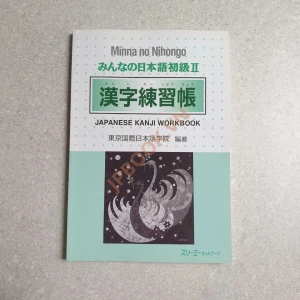 Minna no Nihongo
みんなの日本語初級II
漢字練習帳
JAPANESE KANJI WORKBOOK
東京国際日本語学院 編著
スリーエーネットワーク